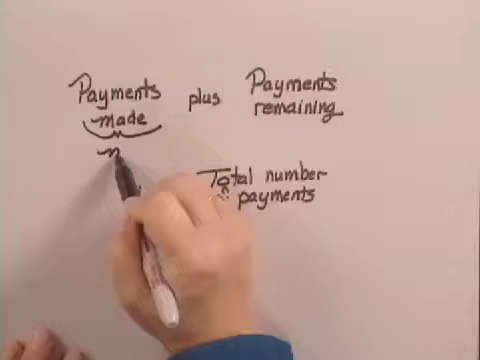 Payments plus Payments
made remaining
m
Total number
payments